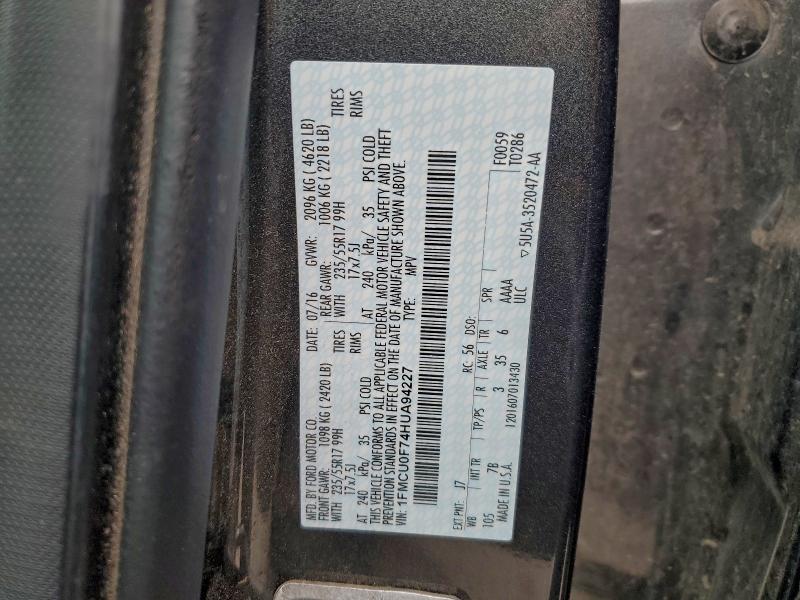 MFD. BY FORD MOTOR CO. DATE: 07/16 GVWR: 2096 KG ( 4620 LB)
FRONT GAWR: 1098 KG ( 2420 LB) REAR GAWR: 1006 KG ( 2218 LB)
WITH 235/55R17 99H TIRES WITH 235/55R17 99H TIRES
17x7.5J RIMS 17x7.5J RIMS
AT 240 kPa/ 35 PSI COLD AT 240 kPa/ 35 PSI COLD
THIS VEHICLE CONFORMS TO ALL APPLICABLE FEDERAL MOTOR VEHICLE SAFETY AND THEFT
PREVENTION STANDARDS IN EFFECT ON THE DATE OF MANUFACTURE SHOWN ABOVE.
VIN: 1FMCU0F74HUA94227 TYPE: MPV
F0059
T0286
EXT PNT: J7 RC: 56 DSO:
WB INT TR TP/PS R AXLE TR SPR
105 7B 3 35 6 AAAA
MADE IN U.S.A. 1201607013430 ULC
▽5U5A-3520472-AA